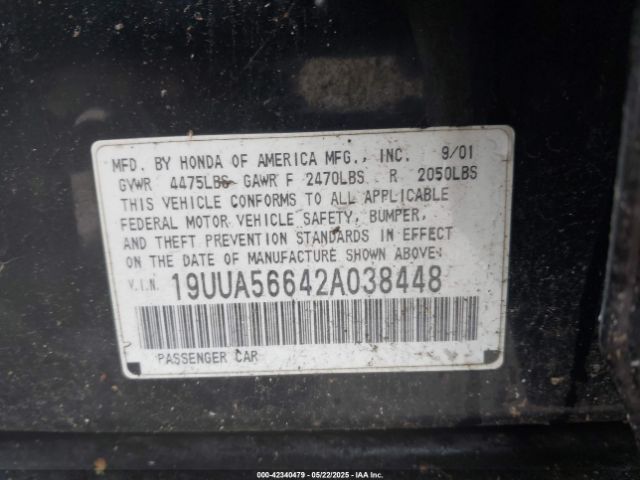 MFD. BY HONDA OF AMERICA MFG., INC. 9/01
GVWR 4475LBS GAWR F 2470LBS R 2050LBS
THIS VEHICLE CONFORMS TO ALL APPLICABLE
FEDERAL MOTOR VEHICLE SAFETY, BUMPER,
AND THEFT PREVENTION STANDARDS IN EFFECT
ON THE DATE OF MANUFACTURE SHOWN ABOVE.
V.I.N. 19UUA56642A038448
PASSENGER CAR
000-42340479 — 05/22/2025 — IAAI.COM